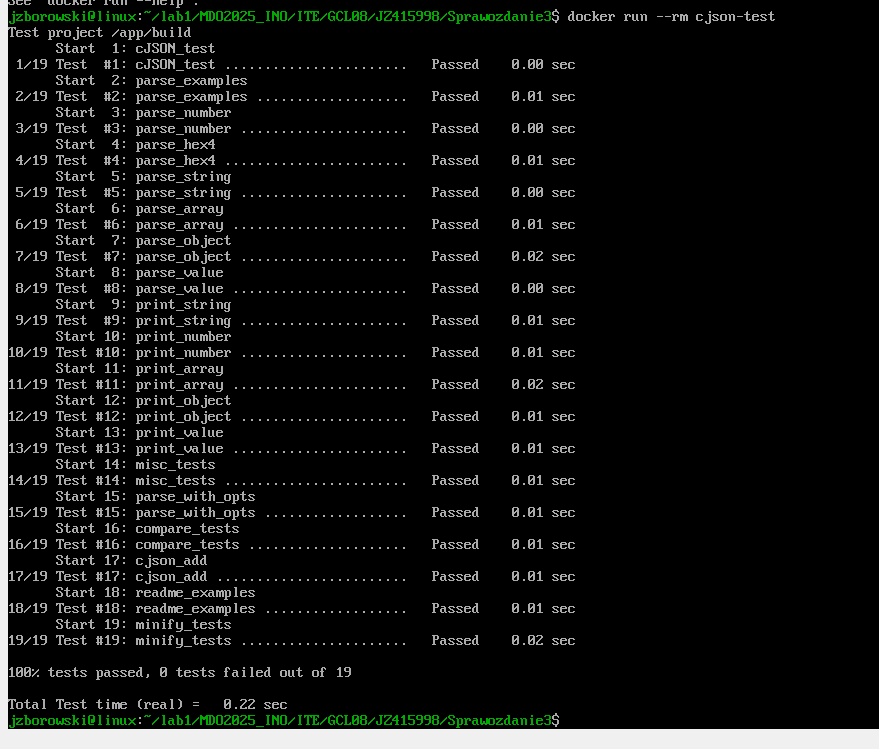 See 'docker run --help'.
jzborowski@linux:~/lab1/MDO2025_INO/ITE/GCL08/JZ415998/Sprawozdanie3$ docker run --rm cjson-test
Test project /app/build
      Start  1: cJSON_test
 1/19 Test  #1: cJSON_test .......................   Passed    0.00 sec
      Start  2: parse_examples
 2/19 Test  #2: parse_examples ...................   Passed    0.01 sec
      Start  3: parse_number
 3/19 Test  #3: parse_number .....................   Passed    0.00 sec
      Start  4: parse_hex4
 4/19 Test  #4: parse_hex4 .......................   Passed    0.01 sec
      Start  5: parse_string
 5/19 Test  #5: parse_string .....................   Passed    0.00 sec
      Start  6: parse_array
 6/19 Test  #6: parse_array ......................   Passed    0.01 sec
      Start  7: parse_object
 7/19 Test  #7: parse_object .....................   Passed    0.02 sec
      Start  8: parse_value
 8/19 Test  #8: parse_value ......................   Passed    0.00 sec
      Start  9: print_string
 9/19 Test  #9: print_string .....................   Passed    0.01 sec
      Start 10: print_number
10/19 Test #10: print_number .....................   Passed    0.01 sec
      Start 11: print_array
11/19 Test #11: print_array ......................   Passed    0.02 sec
      Start 12: print_object
12/19 Test #12: print_object .....................   Passed    0.01 sec
      Start 13: print_value
13/19 Test #13: print_value ......................   Passed    0.01 sec
      Start 14: misc_tests
14/19 Test #14: misc_tests .......................   Passed    0.01 sec
      Start 15: parse_with_opts
15/19 Test #15: parse_with_opts ..................   Passed    0.01 sec
      Start 16: compare_tests
16/19 Test #16: compare_tests ....................   Passed    0.01 sec
      Start 17: cjson_add
17/19 Test #17: cjson_add ........................   Passed    0.01 sec
      Start 18: readme_examples
18/19 Test #18: readme_examples ..................   Passed    0.01 sec
      Start 19: minify_tests
19/19 Test #19: minify_tests .....................   Passed    0.02 sec

100% tests passed, 0 tests failed out of 19

Total Test time (real) =   0.22 sec
jzborowski@linux:~/lab1/MDO2025_INO/ITE/GCL08/JZ415998/Sprawozdanie3$